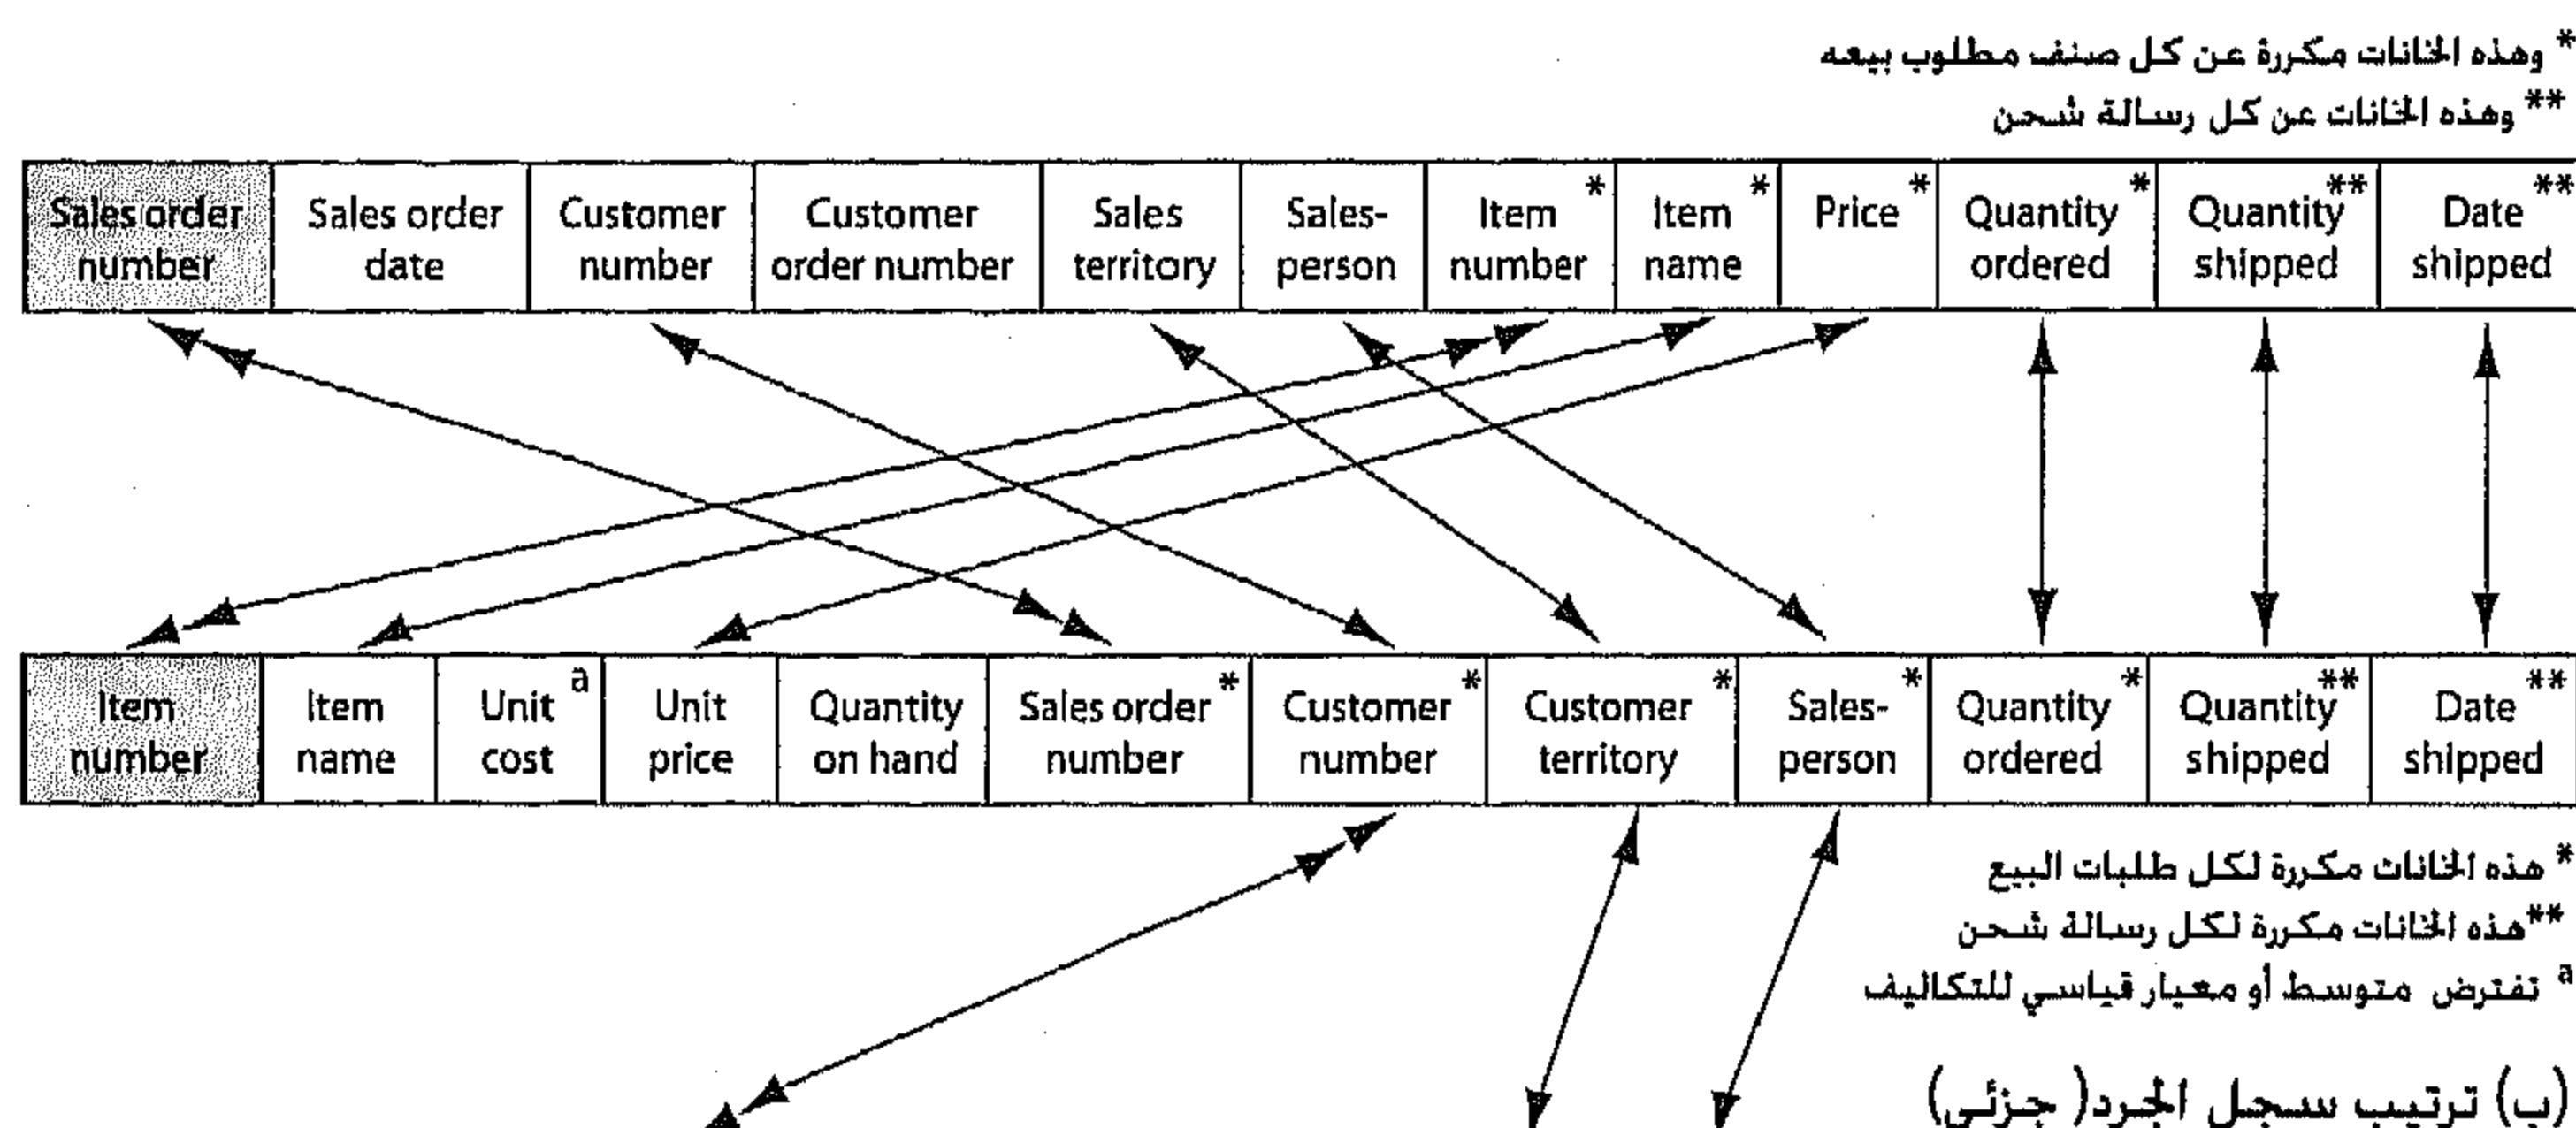 * وهذه الخانات مكررة عن كل صنف مطلوب بيعه
** وهذه الخانات عن كل رسالة شحن
Sales order number
Sales order date
Customer number
Customer order number
Sales territory
Sales-person
Item number *
Item name *
Price *
Quantity ordered *
Quantity shipped **
Date shipped **
Item number
Item name
Unit cost a
Unit price
Quantity on hand
Sales order number *
Customer number *
Customer territory *
Sales-person *
Quantity ordered *
Quantity shipped **
Date shipped **
* هذه الخانات مكررة لكل طلبات البيع
** هذه الخانات مكررة لكل رسالة شحن
a تفترض متوسط أو معيار قياسي للتكاليف
(ب) ترتيب سجل الجرد( جزئي)